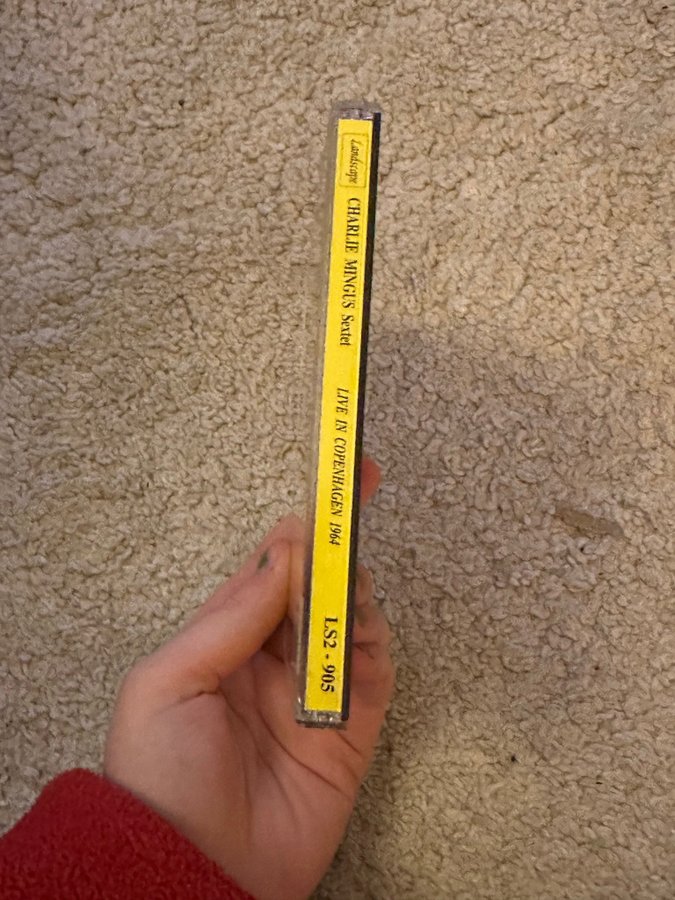 Landscape
CHARLIE MINGUS Sextet
LIVE IN COPENHAGEN 1964
LS2 - 905